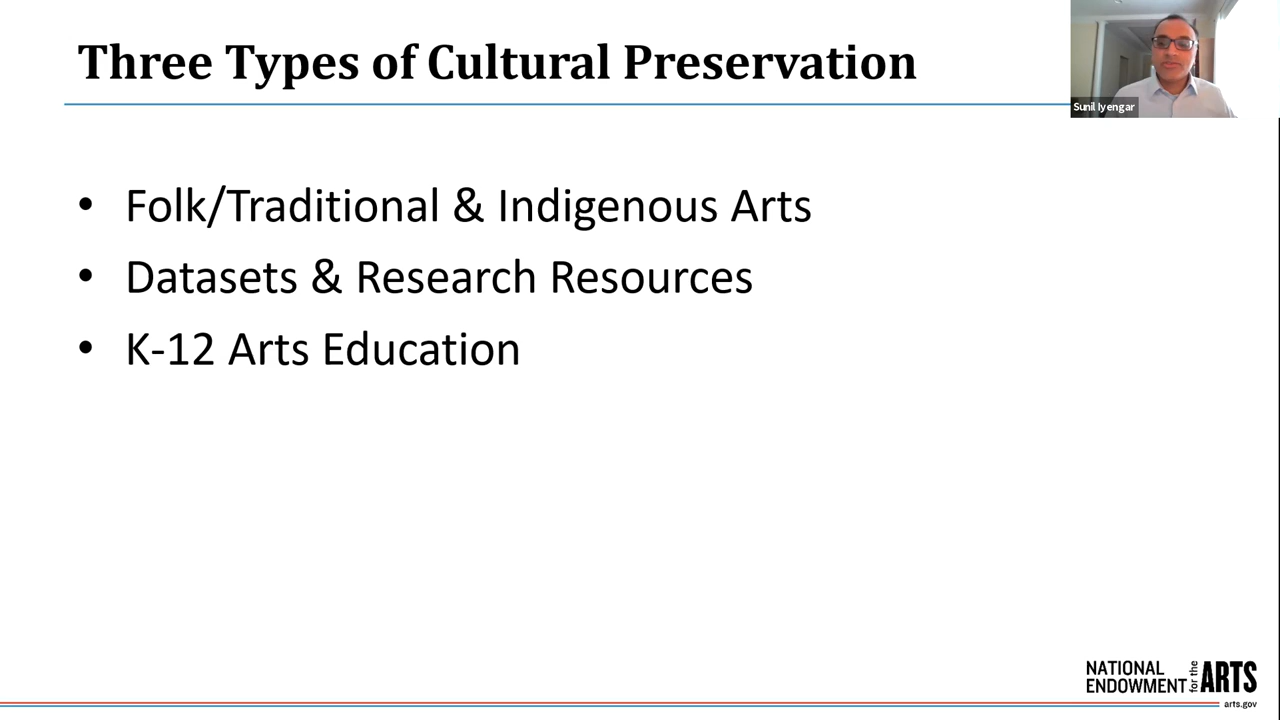 Three Types of Cultural Preservation
Sunil Iyengar
• Folk/Traditional & Indigenous Arts
• Datasets & Research Resources
• K-12 Arts Education
NATIONAL
ENDOWMENT
for the
ARTS
arts.gov